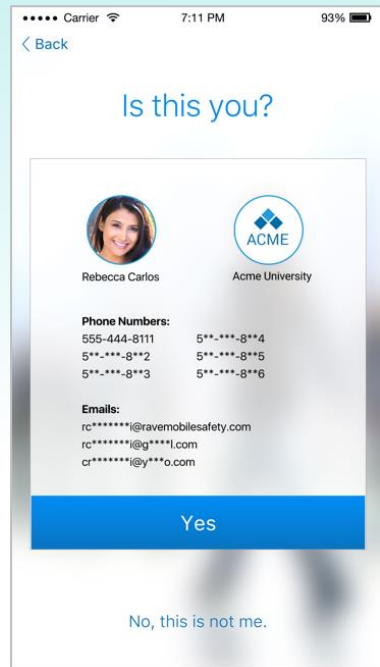 ••••• Carrier 7:11 PM 93%
< Back
Is this you?
ACME
Rebecca Carlos Acme University
Phone Numbers:
555-444-8111 5**-***-8**4
5**-***-8**2 5**-***-8**5
5**-***-8**3 5**-***-8**6
Emails:
rc*******i@ravemobilesafety.com
rc*******i@g****l.com
cr*******i@y***o.com
Yes
No, this is not me.